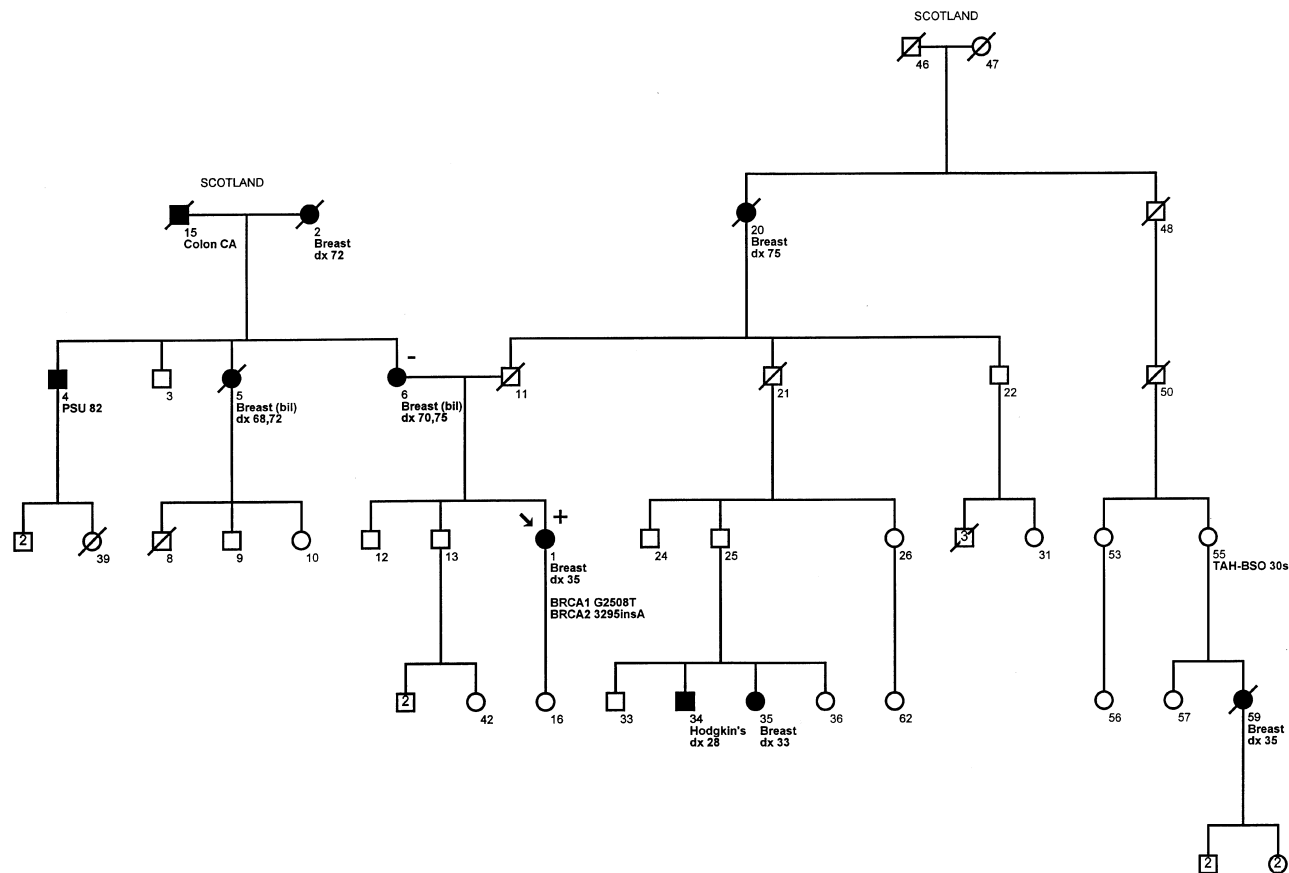 SCOTLAND
46
47
SCOTLAND
15
Colon CA
2
Breast
dx 72
20
Breast
dx 75
48
4
PSU 82
3
5
Breast (bil)
dx 68,72
-
6
Breast (bil)
dx 70,75
11
21
22
50
2
39
8
9
10
12
13
+
1
Breast
dx 35
BRCA1 G2508T
BRCA2 3295insA
24
25
26
3
31
53
55
TAH-BSO 30s
2
42
16
33
34
Hodgkin's
dx 28
35
Breast
dx 33
36
62
56
57
59
Breast
dx 35
2
2